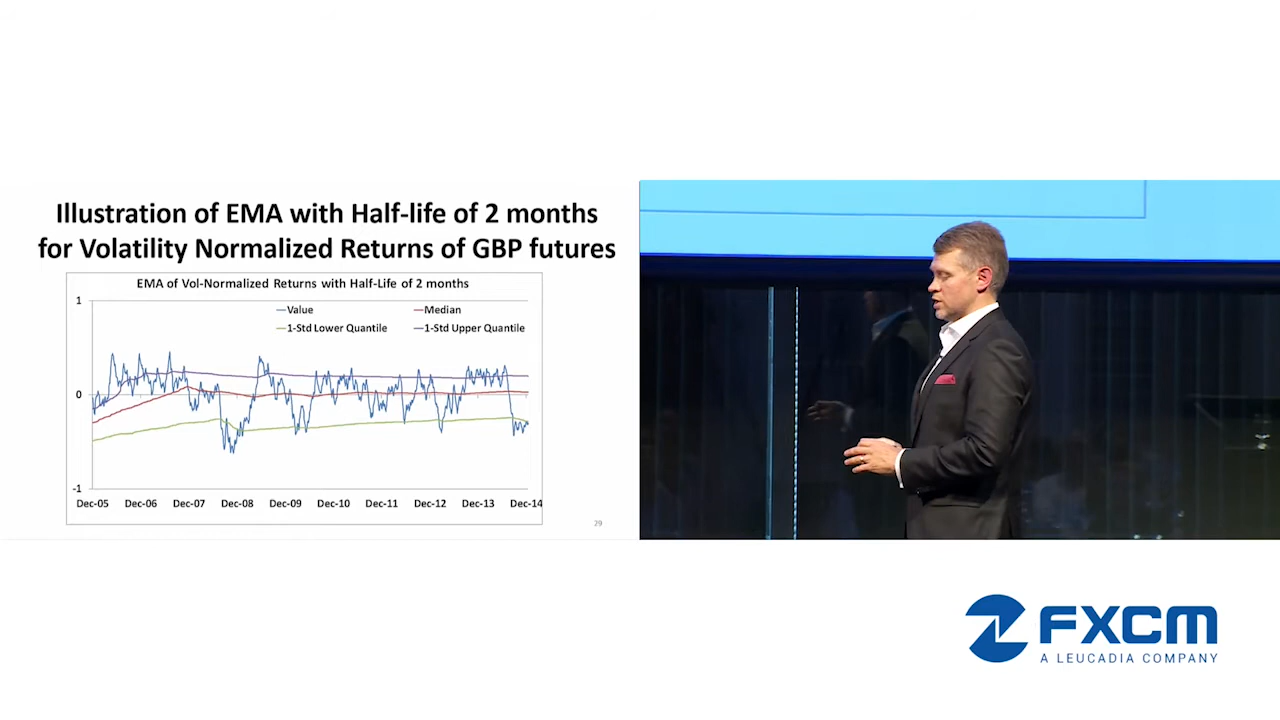 Illustration of EMA with Half-life of 2 months
for Volatility Normalized Returns of GBP futures
EMA of Vol-Normalized Returns with Half-Life of 2 months
1
Value
Median
1-Std Lower Quantile
1-Std Upper Quantile
0
-1
Dec-05 Dec-06 Dec-07 Dec-08 Dec-09 Dec-10 Dec-11 Dec-12 Dec-13 Dec-14
29
FXCM
A LEUCADIA COMPANY